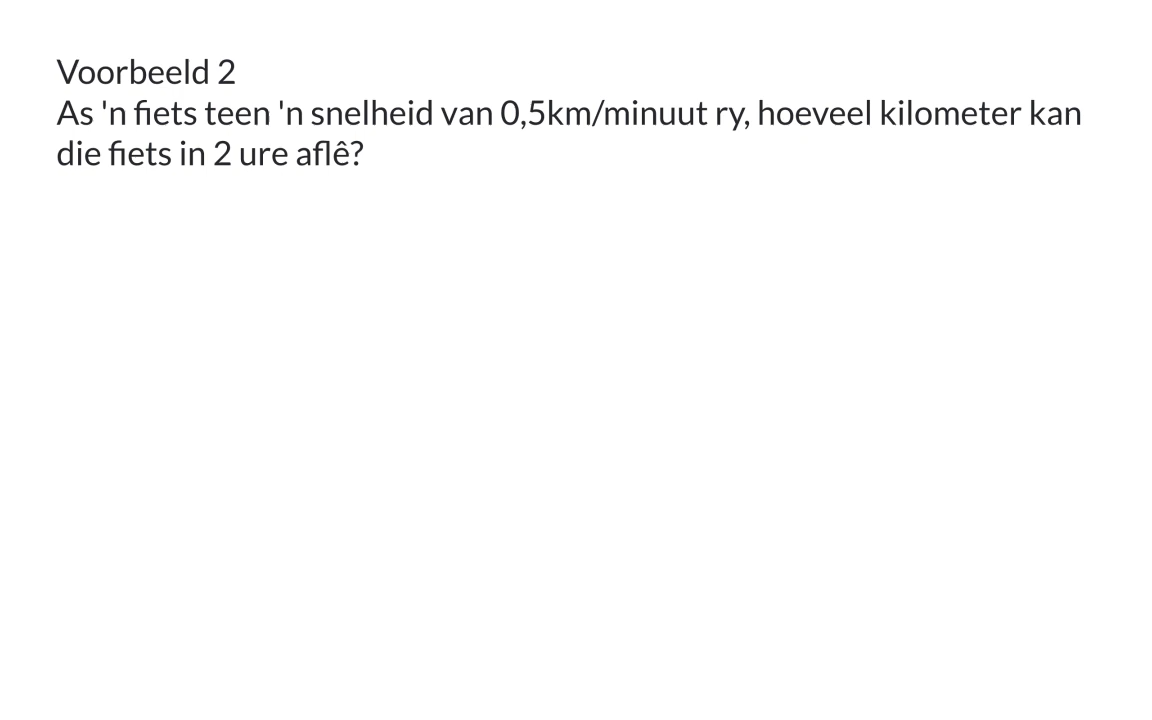 Voorbeeld 2
As 'n fiets teen 'n snelheid van 0,5km/minuut ry, hoeveel kilometer kan
die fiets in 2 ure aflê?